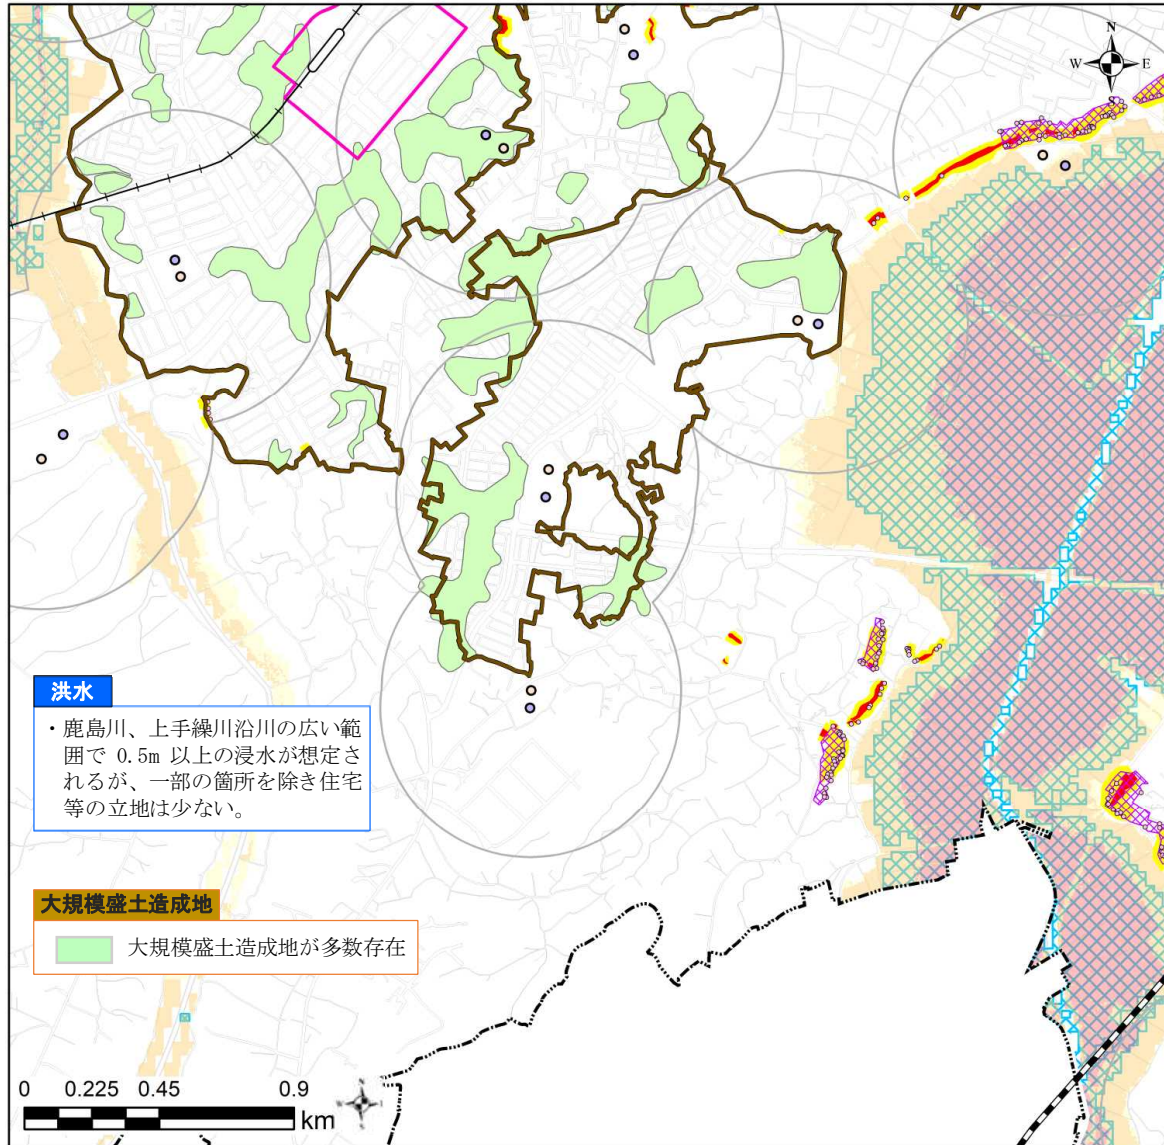 N
W E
S
洪水
・鹿島川、上手繰川沿川の広い範
囲で 0.5m 以上の浸水が想定さ
れるが、一部の箇所を除き住宅
等の立地は少ない。
大規模盛土造成地
大規模盛土造成地が多数存在
0 0.225 0.45 0.9
km
N